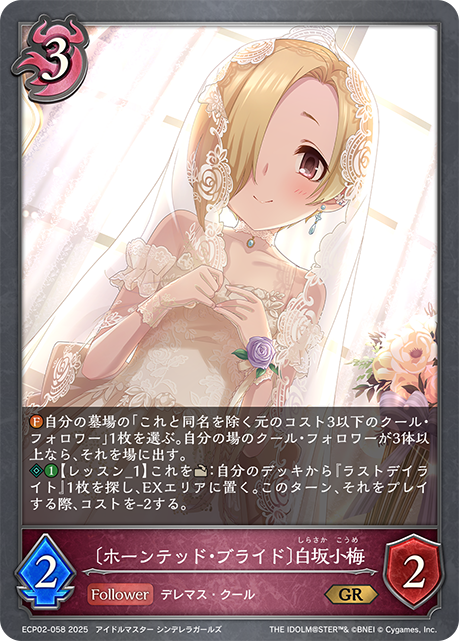 3
F 自分の墓場の「これと同名を除く元のコスト3以下のクール・
フォロワー」1枚を選ぶ。自分の場のクール・フォロワーが3体以
上なら、それを場に出す。
1【レッスン_1】これを:自分のデッキから『ラストデイラ
イト』1枚を探し、EXエリアに置く。このターン、それをプレイ
する際、コストを-2する。
しらさか こうめ
〔ホーンテッド・ブライド〕白坂小梅
2
Follower デレマス・クール GR
2
ECP02-058 2025 アイドルマスター シンデレラガールズ THE IDOLM@STER™& ©BNEI © Cygames, Inc.